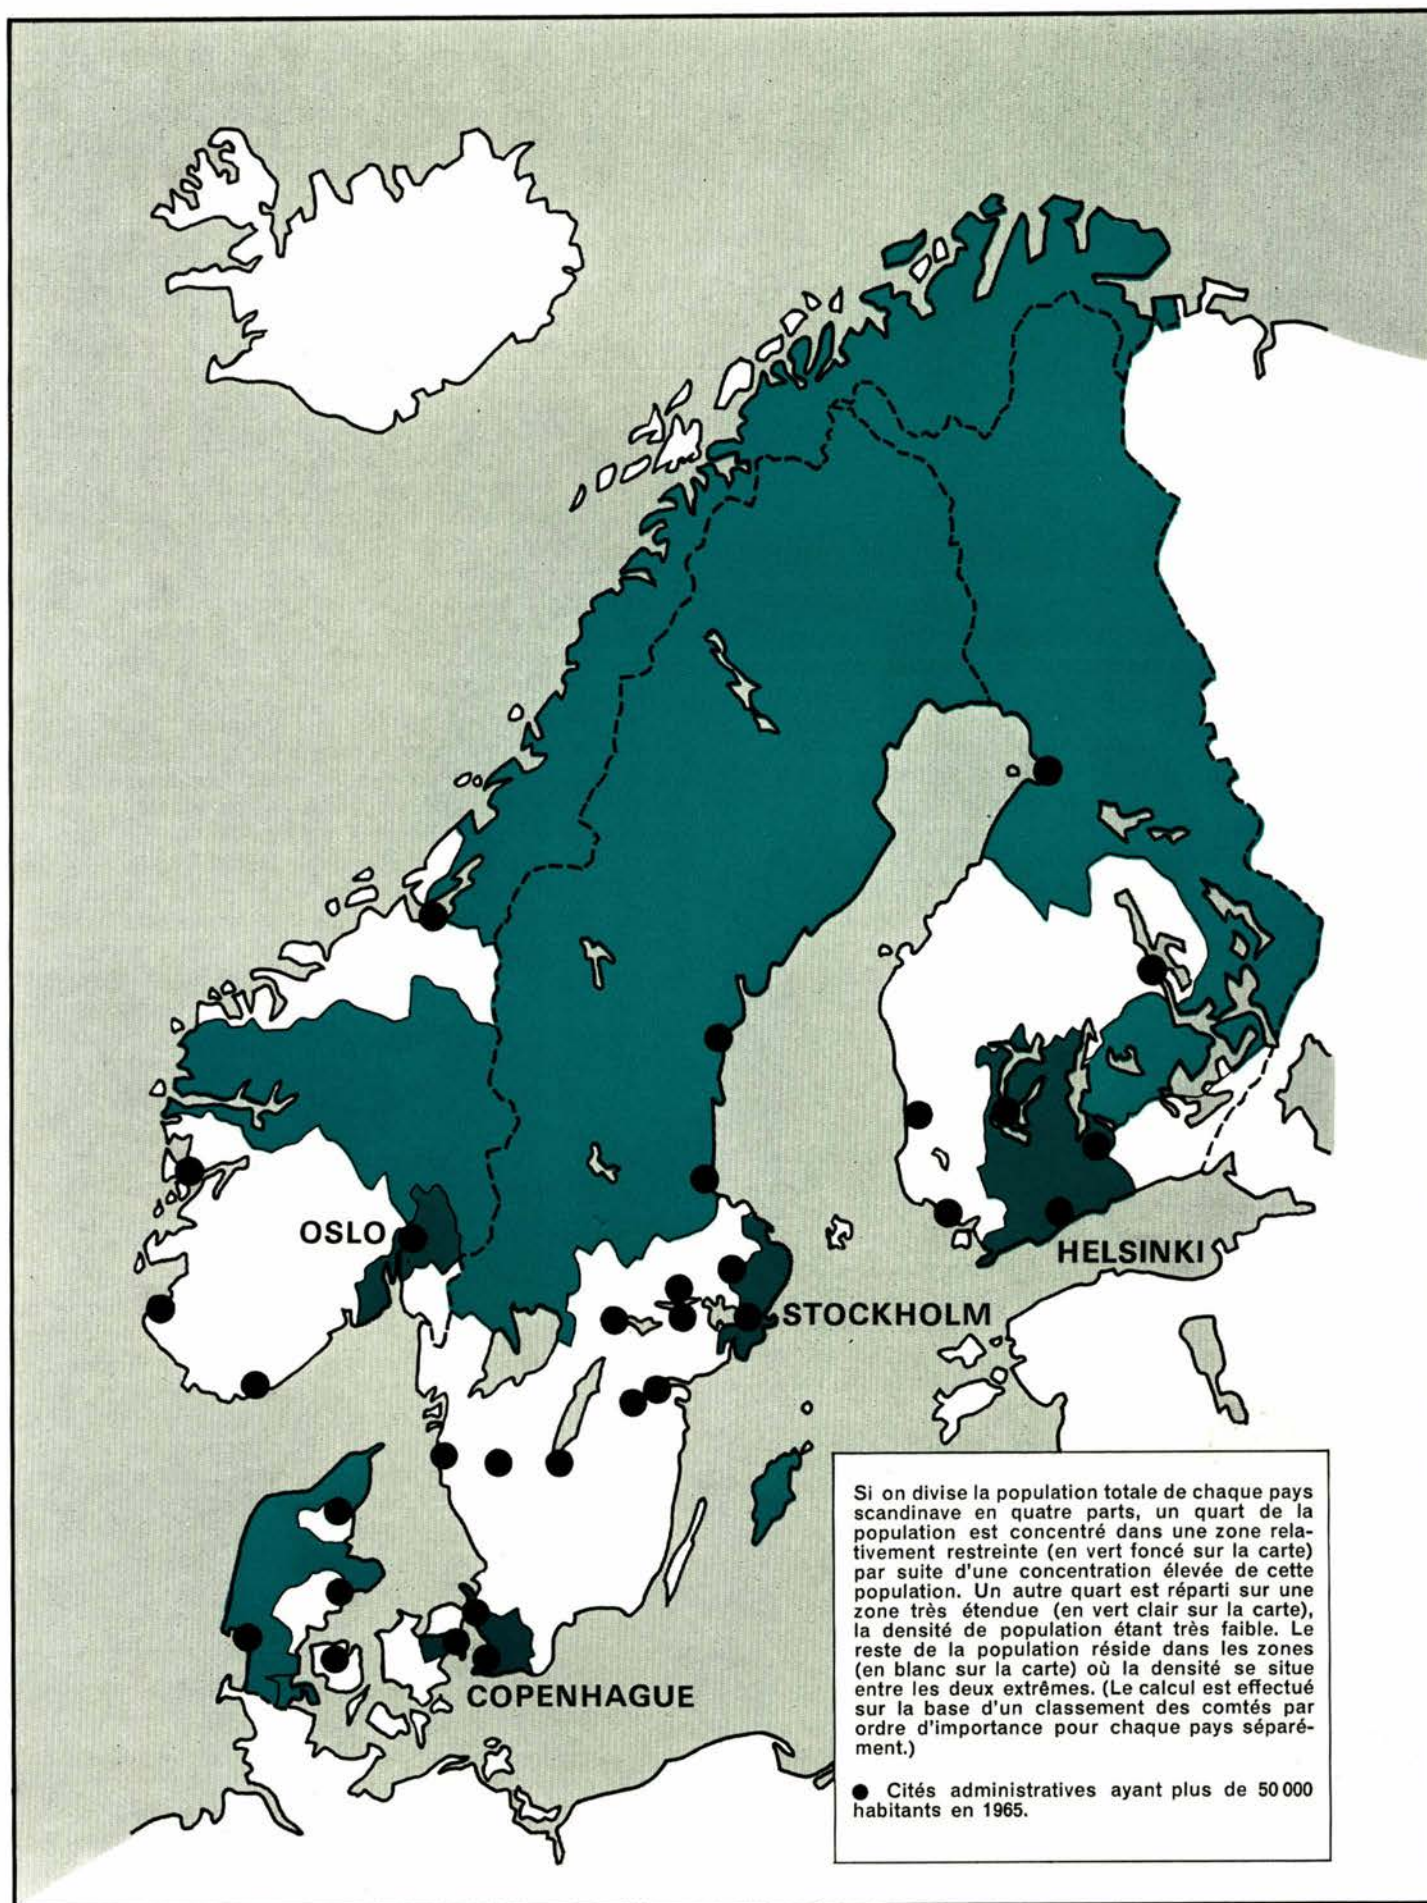 OSLO
HELSINKI
STOCKHOLM
COPENHAGUE
Si on divise la population totale de chaque pays
scandinave en quatre parts, un quart de la
population est concentré dans une zone rela-
tivement restreinte (en vert foncé sur la carte)
par suite d'une concentration élevée de cette
population. Un autre quart est réparti sur une
zone très étendue (en vert clair sur la carte),
la densité de population étant très faible. Le
reste de la population réside dans les zones
(en blanc sur la carte) où la densité se situe
entre les deux extrêmes. (Le calcul est effectué
sur la base d'un classement des comtés par
ordre d'importance pour chaque pays séparé-
ment.)
● Cités administratives ayant plus de 50 000
habitants en 1965.